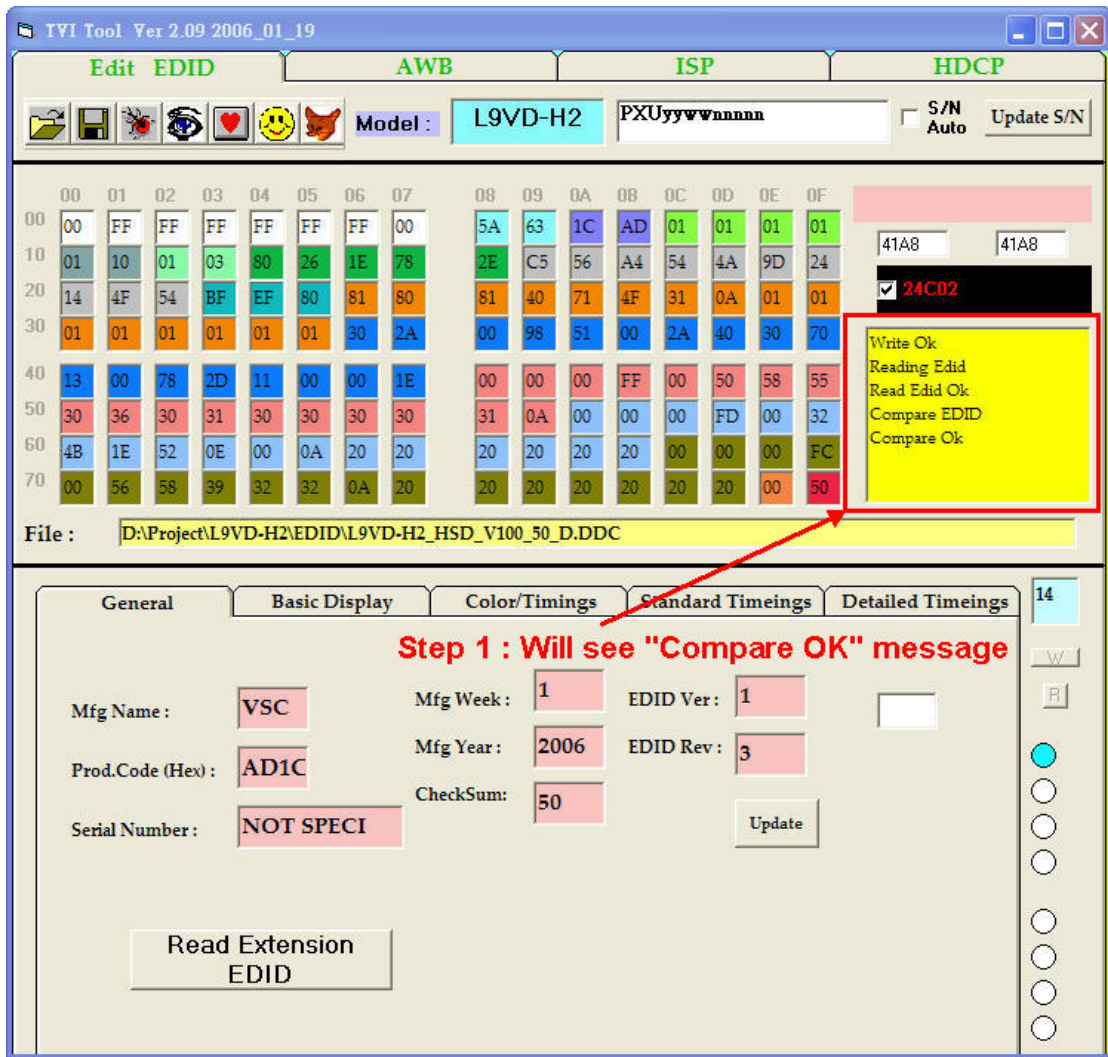 TVI Tool Ver 2.09 2006_01_19
Edit EDID AWB ISP HDCP
Model : L9VD-H2 PXUyywwnnnnn S/N Auto Update S/N
00 01 02 03 04 05 06 07 08 09 0A 0B 0C 0D 0E 0F
00 00 FF FF FF FF FF FF 00 5A 63 1C AD 01 01 01 01
10 01 10 01 03 80 26 1E 78 2E C5 56 A4 54 4A 9D 24
20 14 4F 54 BF EF 80 81 80 81 40 71 4F 31 0A 01 01
30 01 01 01 01 01 01 30 2A 00 98 51 00 2A 40 30 70
40 13 00 78 2D 11 00 00 1E 00 00 00 FF 00 50 58 55
50 30 36 30 31 30 30 30 30 31 0A 00 00 00 FD 00 32
60 4B 1E 52 0E 00 0A 20 20 20 20 20 20 00 00 00 FC
70 00 56 58 39 32 32 0A 20 20 20 20 20 20 20 00 50
41A8 41A8
24C02
Write Ok
Reading Edid
Read Edid Ok
Compare EDID
Compare Ok
File : D:\Project\L9VD-H2\EDID\L9VD-H2_HSD_V100_50_D.DDC
General Basic Display Color/Timings Standard Timeings Detailed Timeings
14
W
R
Step 1 : Will see "Compare OK" message
Mfg Name : VSC
Prod.Code (Hex) : AD1C
Serial Number : NOT SPECI
Mfg Week : 1
Mfg Year : 2006
CheckSum: 50
EDID Ver : 1
EDID Rev : 3
Update
Read Extension
EDID